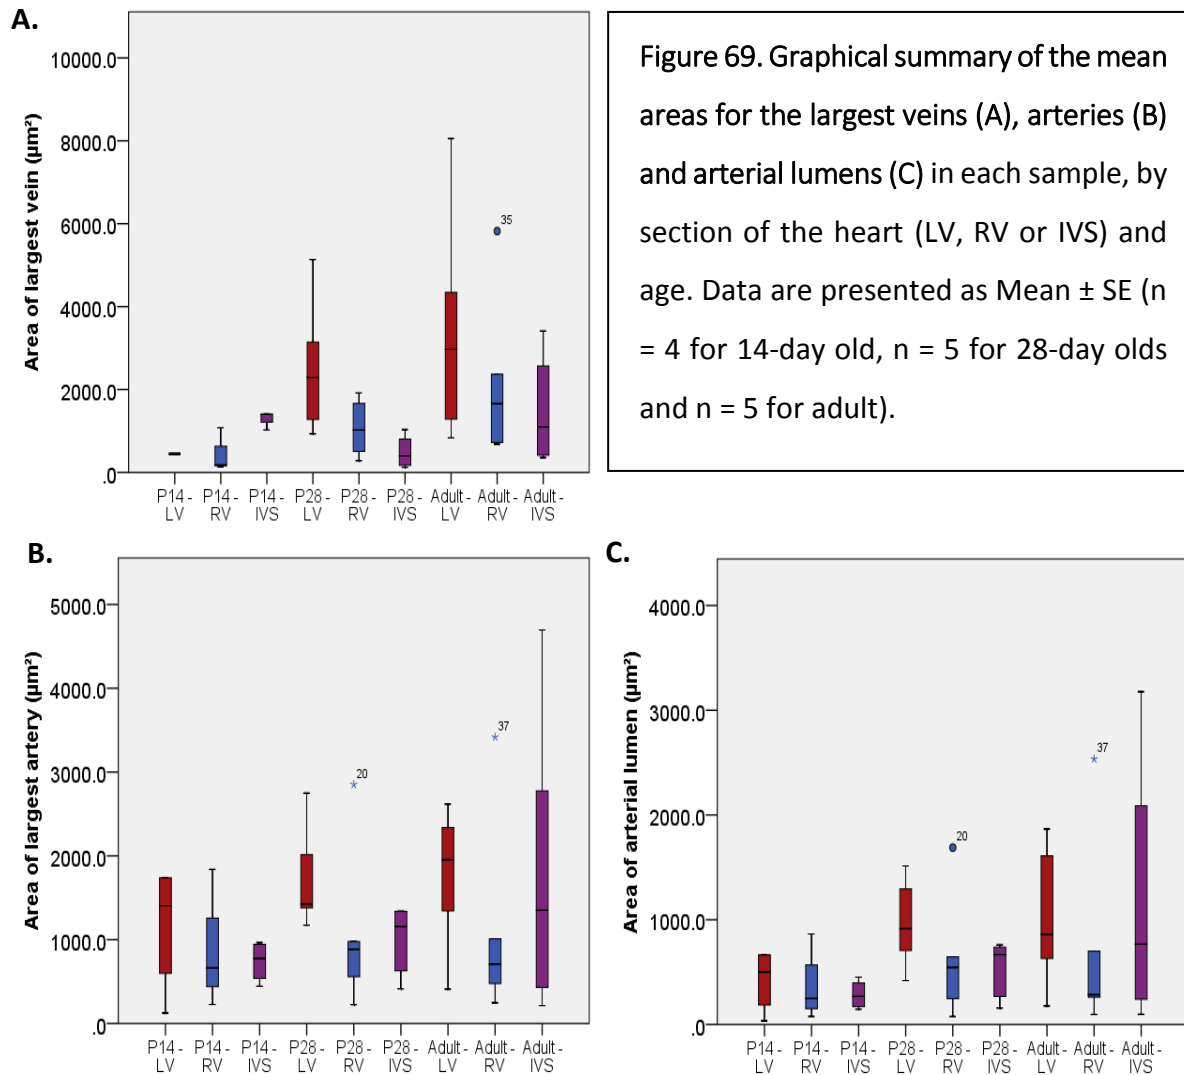 A.
Area of largest vein (µm²)
10000.0
8000.0
6000.0
4000.0
2000.0
.0
35
P14 - LV
P14 - RV
P14 - IVS
P28 - LV
P28 - RV
P28 - IVS
Adult - LV
Adult - RV
Adult - IVS
Figure 69. Graphical summary of the mean
areas for the largest veins (A), arteries (B)
and arterial lumens (C) in each sample, by
section of the heart (LV, RV or IVS) and
age. Data are presented as Mean ± SE (n
= 4 for 14-day old, n = 5 for 28-day olds
and n = 5 for adult).
B.
Area of largest artery (µm²)
5000.0
4000.0
3000.0
2000.0
1000.0
.0
20
37
P14 - LV
P14 - RV
P14 - IVS
P28 - LV
P28 - RV
P28 - IVS
Adult - LV
Adult - RV
Adult - IVS
C.
Area of arterial lumen (µm²)
4000.0
3000.0
2000.0
1000.0
.0
20
37
P14 - LV
P14 - RV
P14 - IVS
P28 - LV
P28 - RV
P28 - IVS
Adult - LV
Adult - RV
Adult - IVS